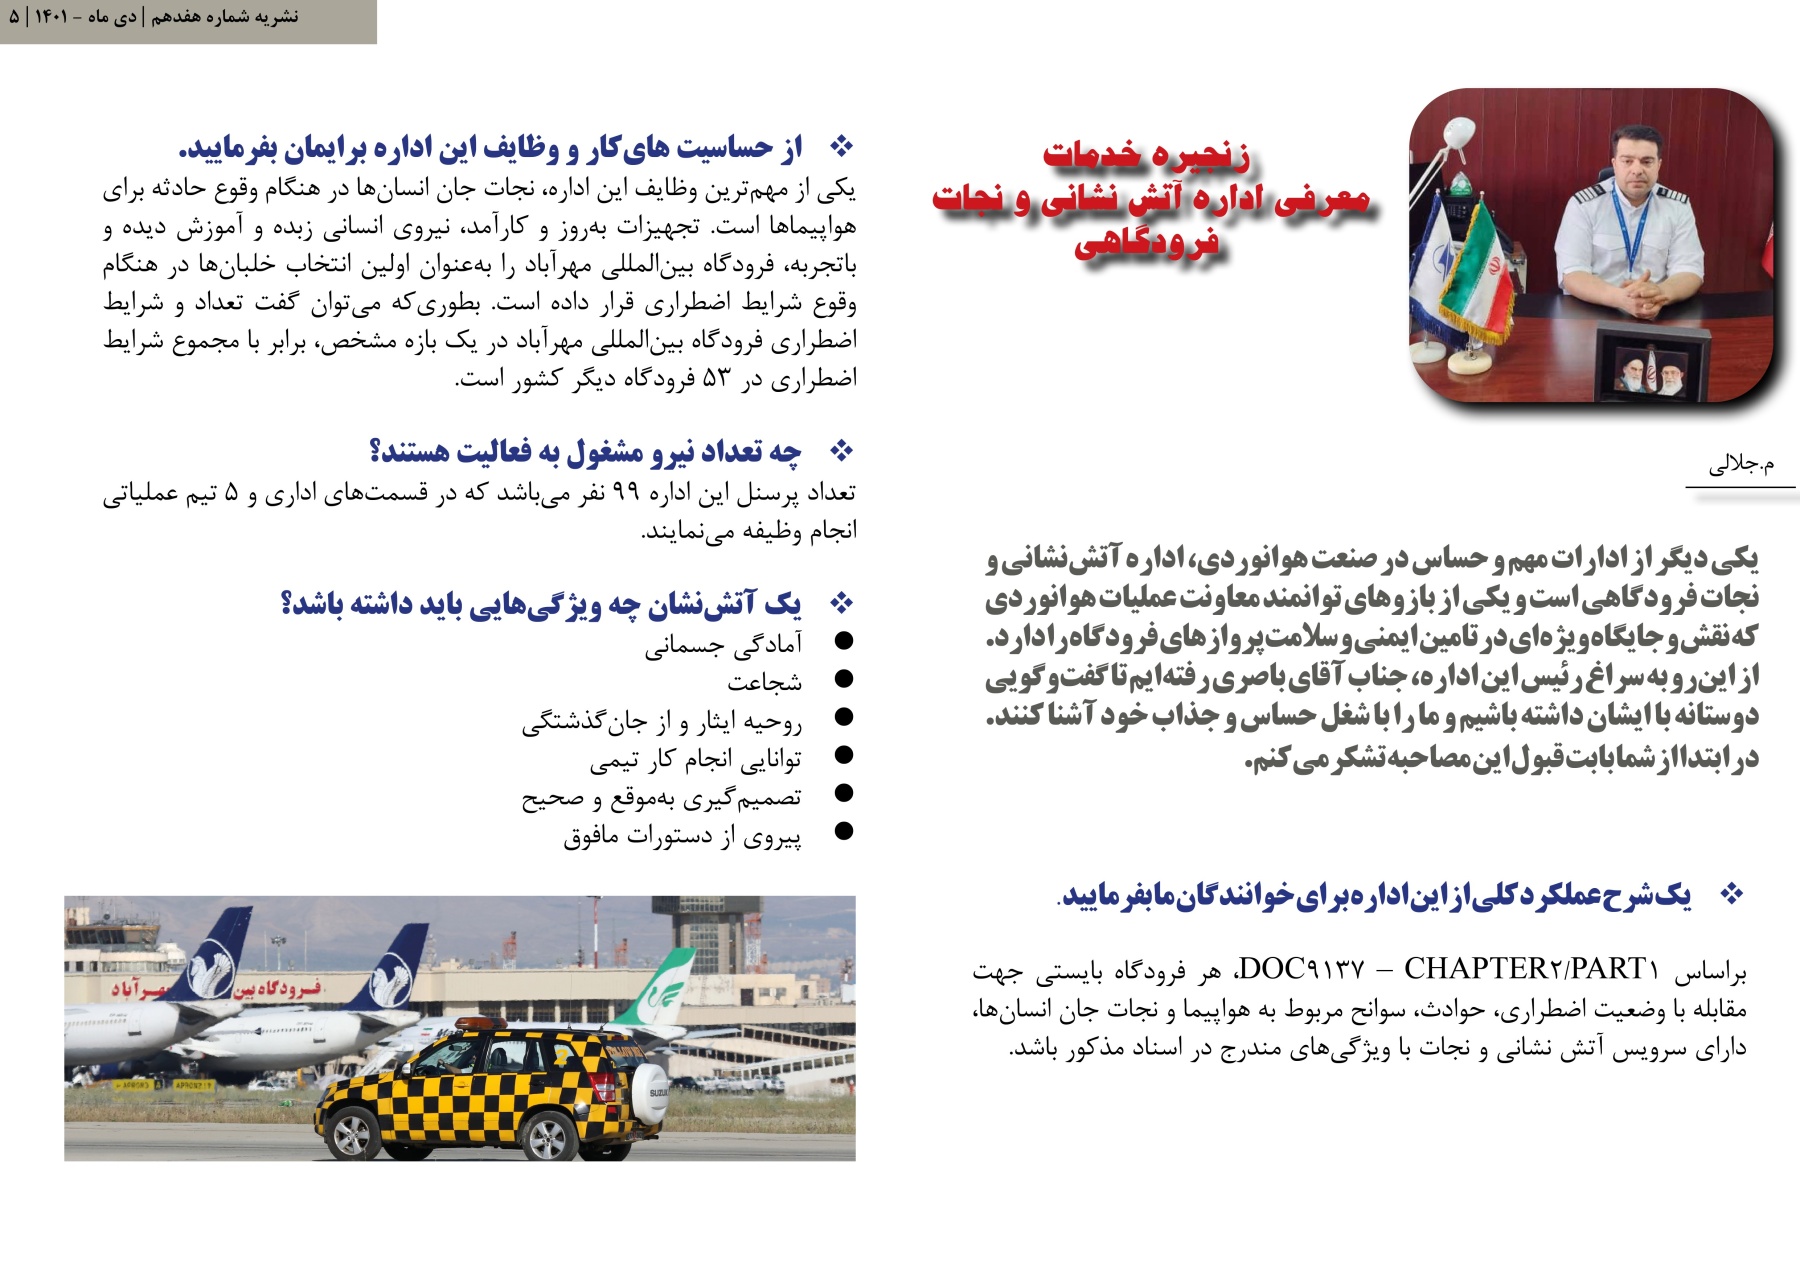 نشریه شماره هفدهم | دی ماه - ۱۴۰۱ | ۵
زنجیره خدمات
معرفی اداره آتش نشانی و نجات
فرودگاهی
م.جلالی
یکی دیگر از ادارات مهم و حساس در صنعت هوانوردی، اداره آتش‌نشانی و
نجات فرودگاهی است و یکی از بازوهای توانمند معاونت عملیات هوانوردی
که نقش و جایگاه ویژه‌ای در تامین ایمنی و سلامت پروازهای فرودگاه را دارد.
از این رو به سراغ رئیس این اداره، جناب آقای باصری رفته‌ایم تا گفت‌و‌گویی
دوستانه با ایشان داشته باشیم و ما را با شغل حساس و جذاب خود آشنا کنند.
در ابتدا از شما بابت قبول این مصاحبه تشکر می‌کنم.
❖ یک شرح عملکرد کلی از این اداره برای خوانندگان ما بفرمایید.
براساس DOC۹۱۳۷ – CHAPTER۲/PART۱، هر فرودگاه بایستی جهت
مقابله با وضعیت اضطراری، حوادث، سوانح مربوط به هواپیما و نجات جان انسان‌ها،
دارای سرویس آتش نشانی و نجات با ویژگی‌های مندرج در اسناد مذکور باشد.
❖ از حساسیت های‌کار و وظایف این اداره برایمان بفرمایید.
یکی از مهم‌ترین وظایف این اداره، نجات جان انسان‌ها در هنگام وقوع حادثه برای
هواپیماها است. تجهیزات به‌روز و کارآمد، نیروی انسانی زبده و آموزش دیده و
باتجربه، فرودگاه بین‌المللی مهرآباد را به‌عنوان اولین انتخاب خلبان‌ها در هنگام
وقوع شرایط اضطراری قرار داده است. بطوری‌که می‌توان گفت تعداد و شرایط
اضطراری فرودگاه بین‌المللی مهرآباد در یک بازه مشخص، برابر با مجموع شرایط
اضطراری در ۵۳ فرودگاه دیگر کشور است.
❖ چه تعداد نیرو مشغول به فعالیت هستند؟
تعداد پرسنل این اداره ۹۹ نفر می‌باشد که در قسمت‌های اداری و ۵ تیم عملیاتی
انجام وظیفه می‌نمایند.
❖ یک آتش‌نشان چه ویژگی‌هایی باید داشته باشد؟
● آمادگی جسمانی
● شجاعت
● روحیه ایثار و از جان‌گذشتگی
● توانایی انجام کار تیمی
● تصمیم‌گیری به‌موقع و صحیح
● پیروی از دستورات مافوق
فرودگاه بین
مهرآباد
SUZUKI